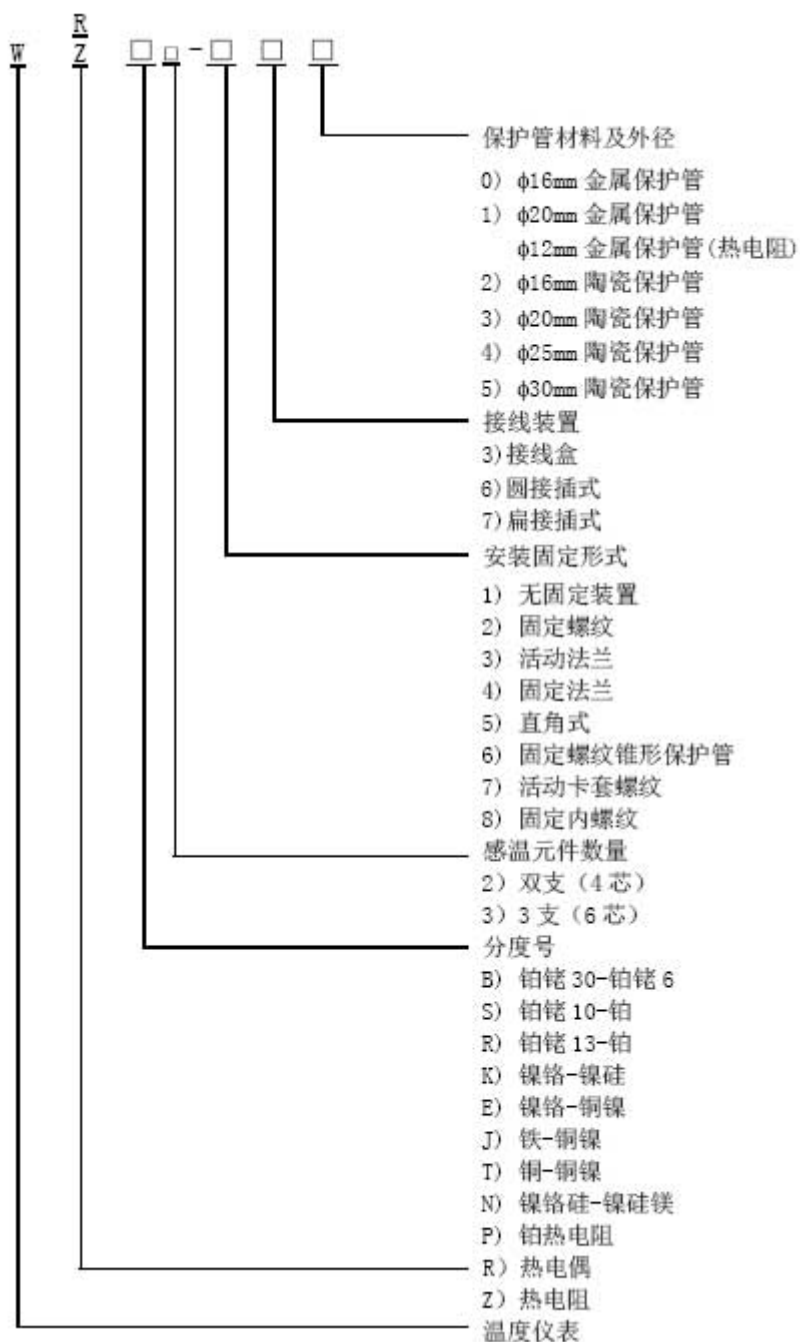 R
W Z □ □-□ □ □
保护管材料及外径
0) φ16mm 金属保护管
1) φ20mm 金属保护管
φ12mm 金属保护管(热电阻)
2) φ16mm 陶瓷保护管
3) φ20mm 陶瓷保护管
4) φ25mm 陶瓷保护管
5) φ30mm 陶瓷保护管
接线装置
3)接线盒
6)圆接插式
7)扁接插式
安装固定形式
1) 无固定装置
2) 固定螺纹
3) 活动法兰
4) 固定法兰
5) 直角式
6) 固定螺纹锥形保护管
7) 活动卡套螺纹
8) 固定内螺纹
感温元件数量
2) 双支（4芯）
3) 3支（6芯）
分度号
B) 铂铑30-铂铑6
S) 铂铑10-铂
R) 铂铑13-铂
K) 镍铬-镍硅
E) 镍铬-铜镍
J) 铁-铜镍
T) 铜-铜镍
N) 镍铬硅-镍硅镁
P) 铂热电阻
R) 热电偶
Z) 热电阻
温度仪表